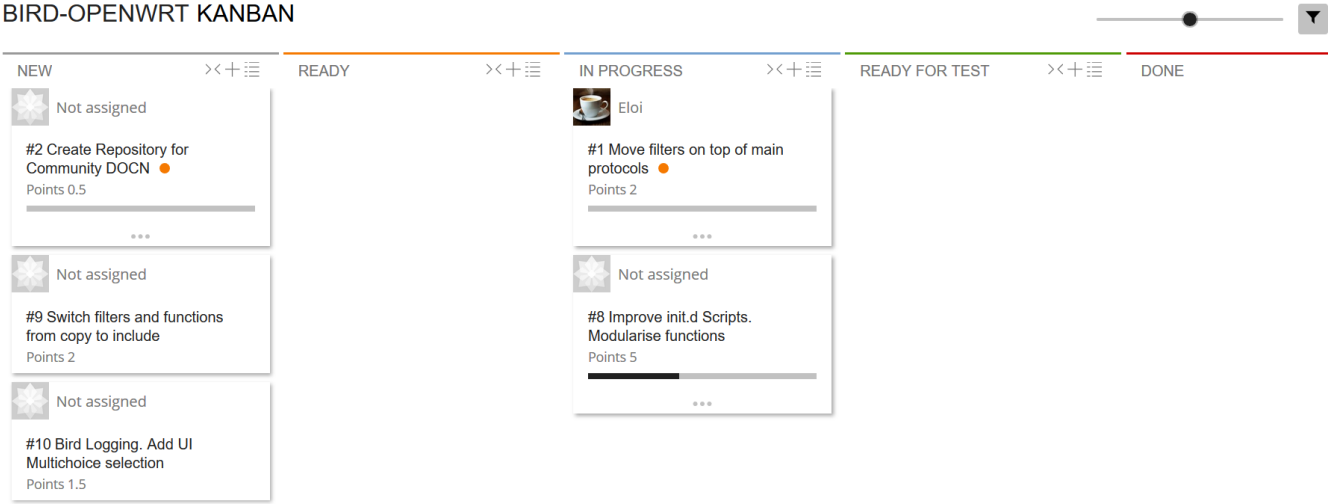 BIRD-OPENWRT KANBAN
NEW
READY
IN PROGRESS
READY FOR TEST
DONE
Not assigned
#2 Create Repository for
Community DOCN
Points 0.5
Not assigned
#9 Switch filters and functions
from copy to include
Points 2
Not assigned
#10 Bird Logging. Add UI
Multichoice selection
Points 1.5
Eloi
#1 Move filters on top of main
protocols
Points 2
Not assigned
#8 Improve init.d Scripts.
Modularise functions
Points 5